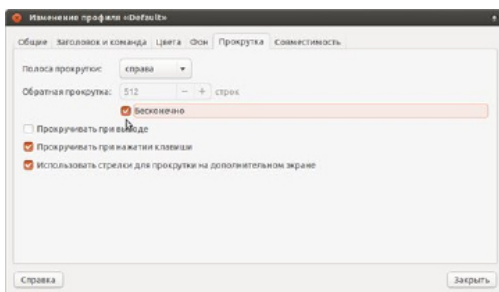 Изменение профиля «Default»
Общие Заголовок и команда Цвета Фон Прокрутка Совместимость
Полоса прокрутки: справа
Обратная прокрутка: 512 − + строк
Бесконечно
Прокручивать при выводе
Прокручивать при нажатии клавиши
Использовать стрелки для прокрутки на дополнительном экране
Справка Закрыть